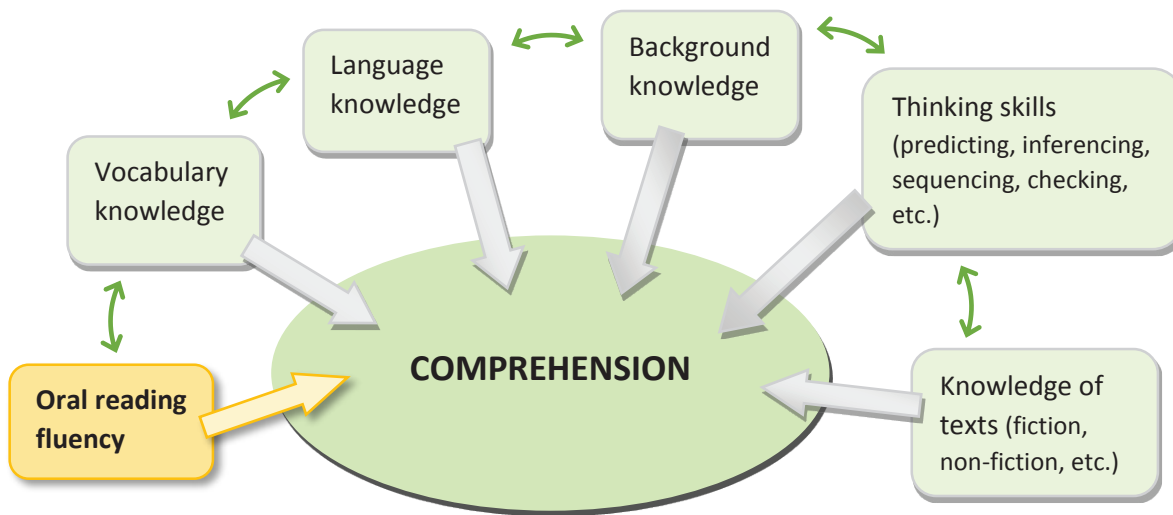 Language
knowledge
Background
knowledge
Thinking skills
(predicting, inferencing,
sequencing, checking,
etc.)
Vocabulary
knowledge
COMPREHENSION
Oral reading
fluency
Knowledge of
texts (fiction,
non-fiction, etc.)